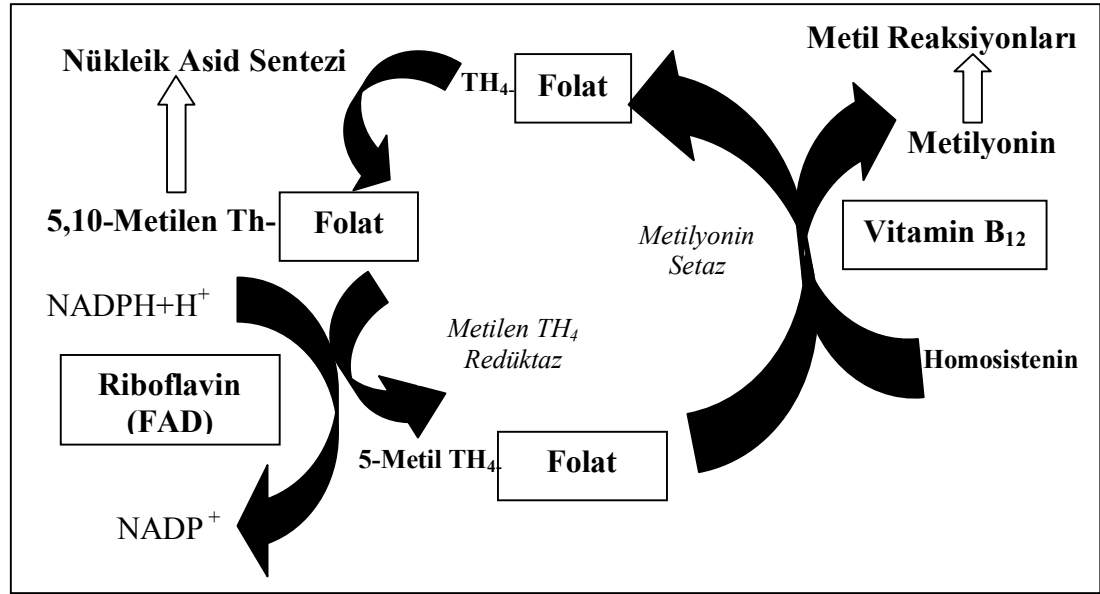 Metil Reaksiyonları
Nükleik Asid Sentezi
TH4-
Folat
Metilyonin
5,10-Metilen Th-
Folat
Vitamin B12
Metilyonin
Setaz
NADPH+H+
Metilen TH4
Redüktaz
Homosistenin
Riboflavin
(FAD)
5-Metil TH4-
Folat
NADP+